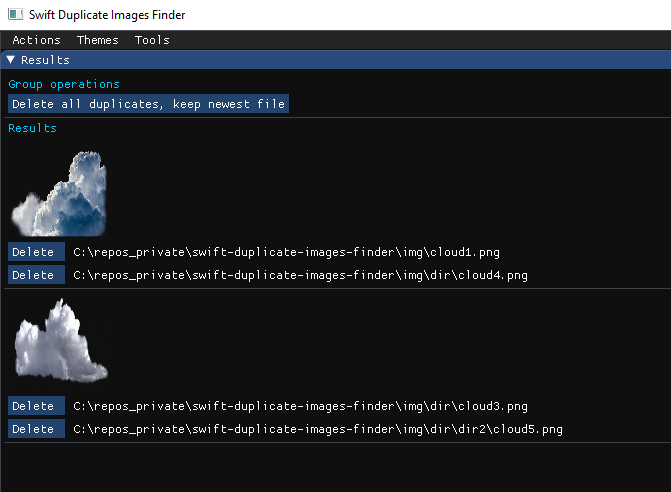 Swift Duplicate Images Finder
Actions Themes Tools
Results
Group operations
Delete all duplicates, keep newest file
Results
Delete C:\repos_private\swift-duplicate-images-finder\img\cloud1.png
Delete C:\repos_private\swift-duplicate-images-finder\img\dir\cloud4.png
Delete C:\repos_private\swift-duplicate-images-finder\img\dir\cloud3.png
Delete C:\repos_private\swift-duplicate-images-finder\img\dir\dir2\cloud5.png